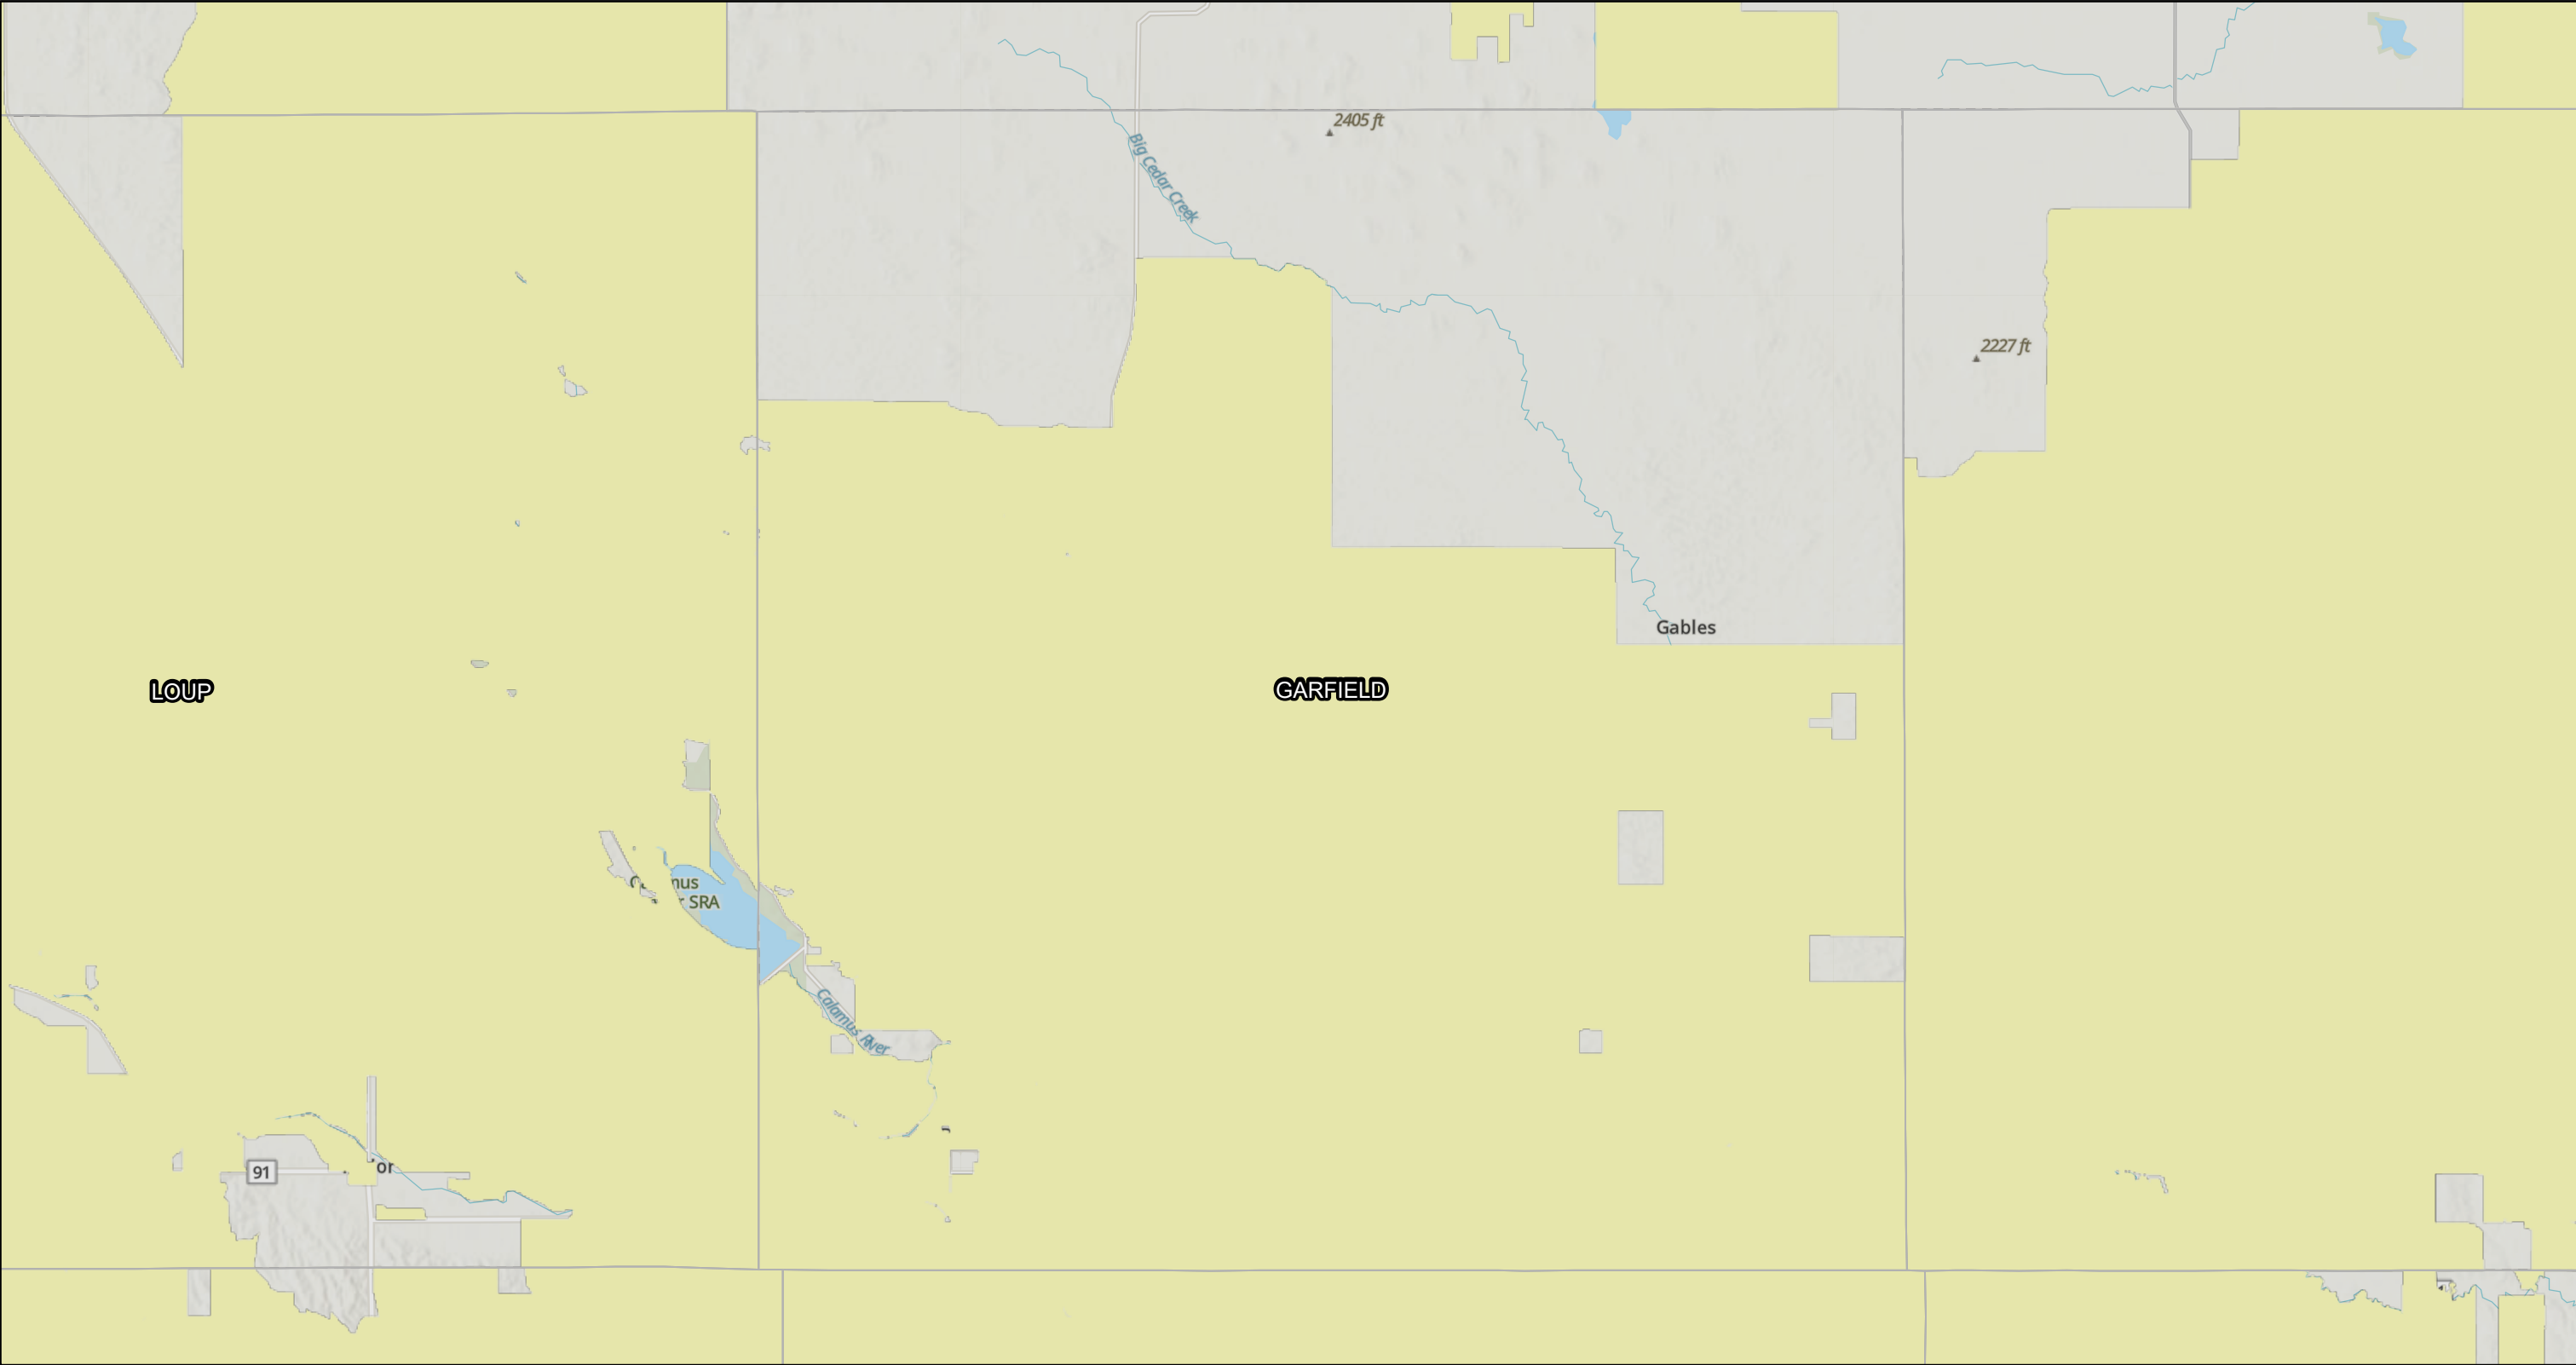 2405 ft
Big Cedar Creek
2227 ft
Gables
LOUP
GARFIELD
SRA
Calamus River
91